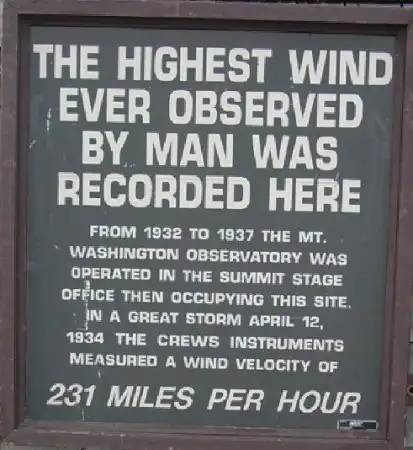 THE HIGHEST WIND
EVER OBSERVED
BY MAN WAS
RECORDED HERE
FROM 1932 TO 1937 THE MT.
WASHINGTON OBSERVATORY WAS
OPERATED IN THE SUMMIT STAGE
OFFICE THEN OCCUPYING THIS SITE.
IN A GREAT STORM APRIL 12,
1934 THE CREWS INSTRUMENTS
MEASURED A WIND VELOCITY OF
231 MILES PER HOUR